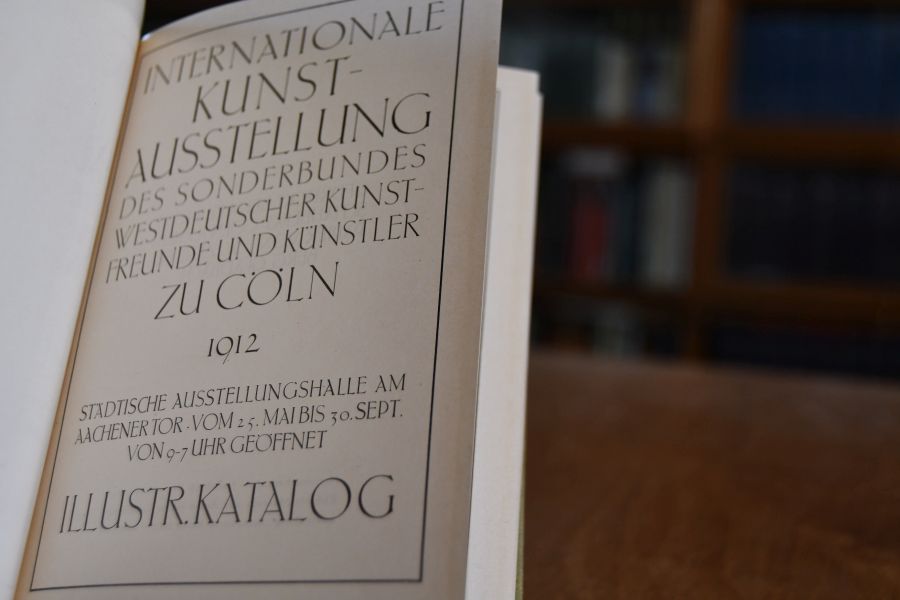 INTERNATIONALE
KUNST-
AUSSTELLUNG
DES SONDERBUNDES
WESTDEUTSCHER KUNST-
FREUNDE UND KÜNSTLER
ZU CÖLN
1912
STÄDTISCHE AUSSTELLUNGSHALLE AM
AACHENER TOR · VOM 25. MAI BIS 30. SEPT.
VON 9-7 UHR GEÖFFNET
ILLUSTR. KATALOG